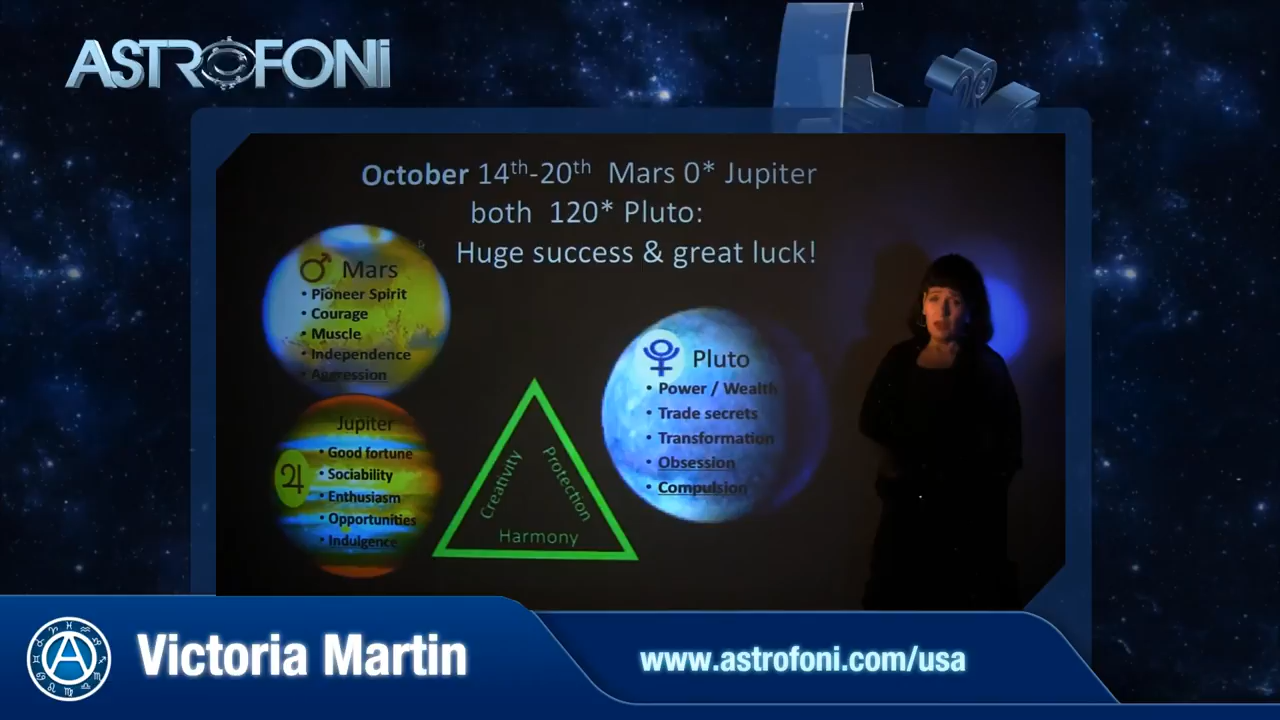 ASTROFONi
October 14th-20th Mars 0* Jupiter
both 120* Pluto:
Huge success & great luck!
♂ Mars
• Pioneer Spirit
• Courage
• Muscle
• Independence
• Aggression
Jupiter
♃
• Good fortune
• Sociability
• Enthusiasm
• Opportunities
• Indulgence
Creativity
Protection
Harmony
Pluto
• Power / Wealth
• Trade secrets
• Transformation
• Obsession
• Compulsion
A
Victoria Martin
www.astrofoni.com/usa